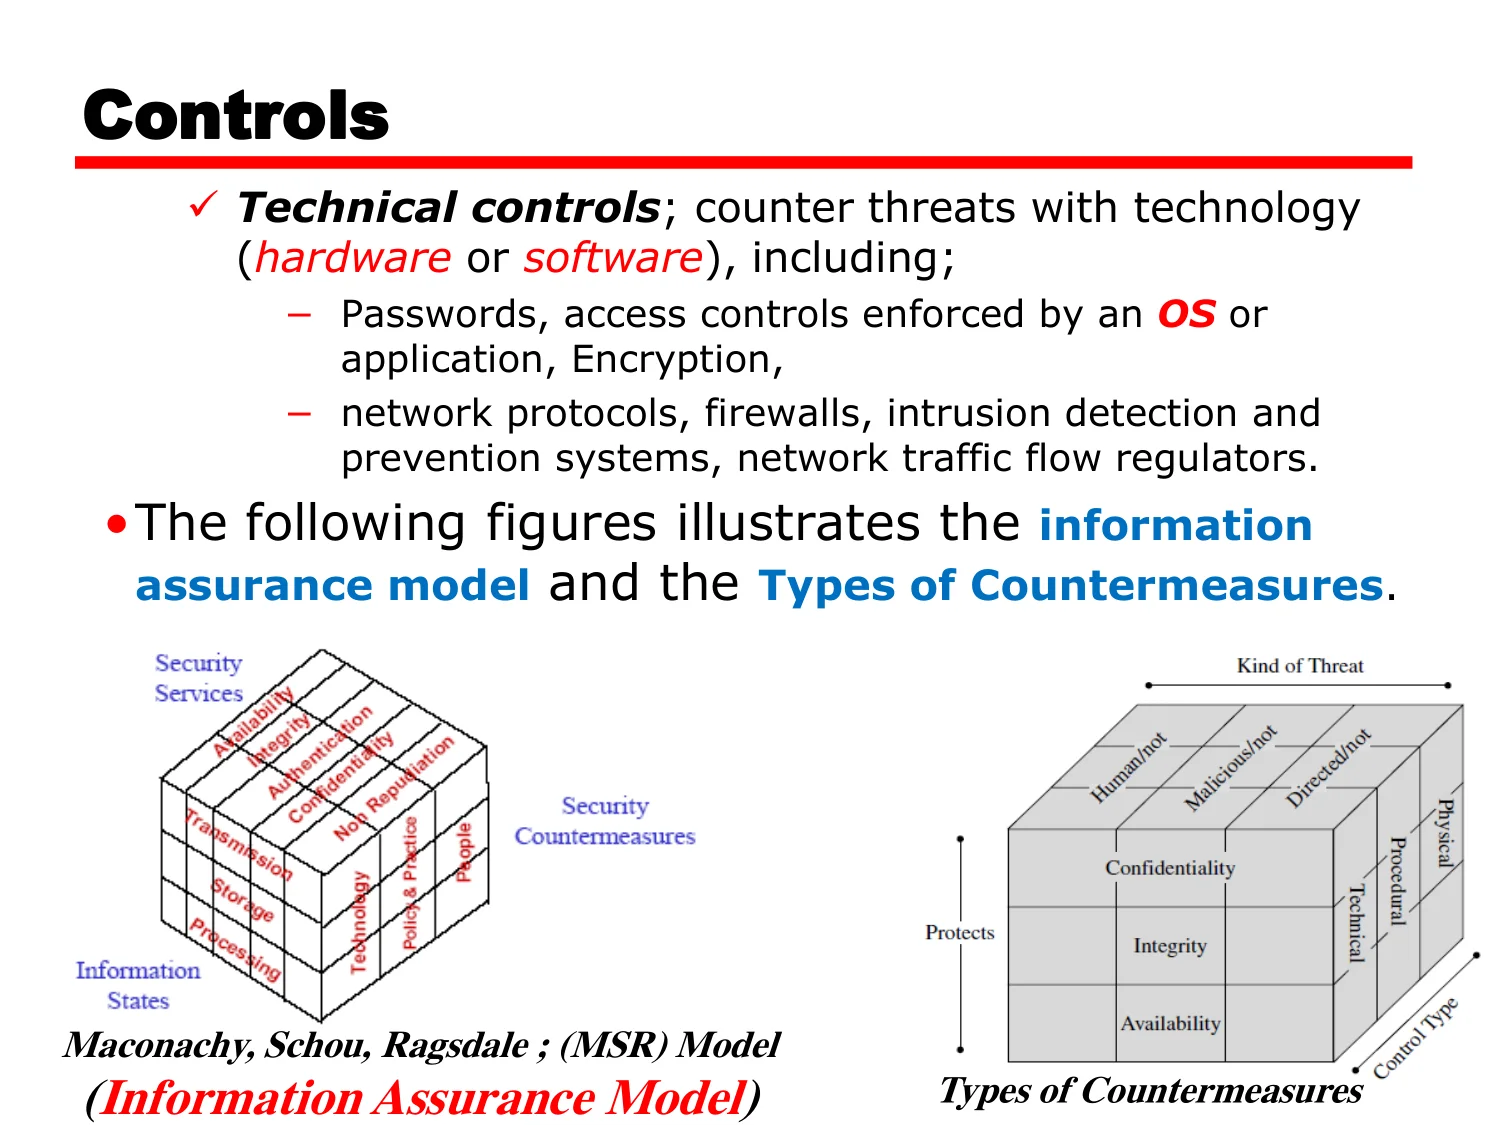 Controls
✓ Technical controls; counter threats with technology
(hardware or software), including;
– Passwords, access controls enforced by an OS or
application, Encryption,
– network protocols, firewalls, intrusion detection and
prevention systems, network traffic flow regulators.
• The following figures illustrates the information
assurance model and the Types of Countermeasures.
Security
Services
Availability
Integrity
Authentication
Confidentiality
Non Repudiation
Transmission
Storage
Processing
Technology
Policy & Practice
People
Security
Countermeasures
Information
States
Maconachy, Schou, Ragsdale ; (MSR) Model
(Information Assurance Model)
Kind of Threat
Human/not
Malicious/not
Directed/not
Protects
Confidentiality
Integrity
Availability
Technical
Procedural
Physical
Control Type
Types of Countermeasures